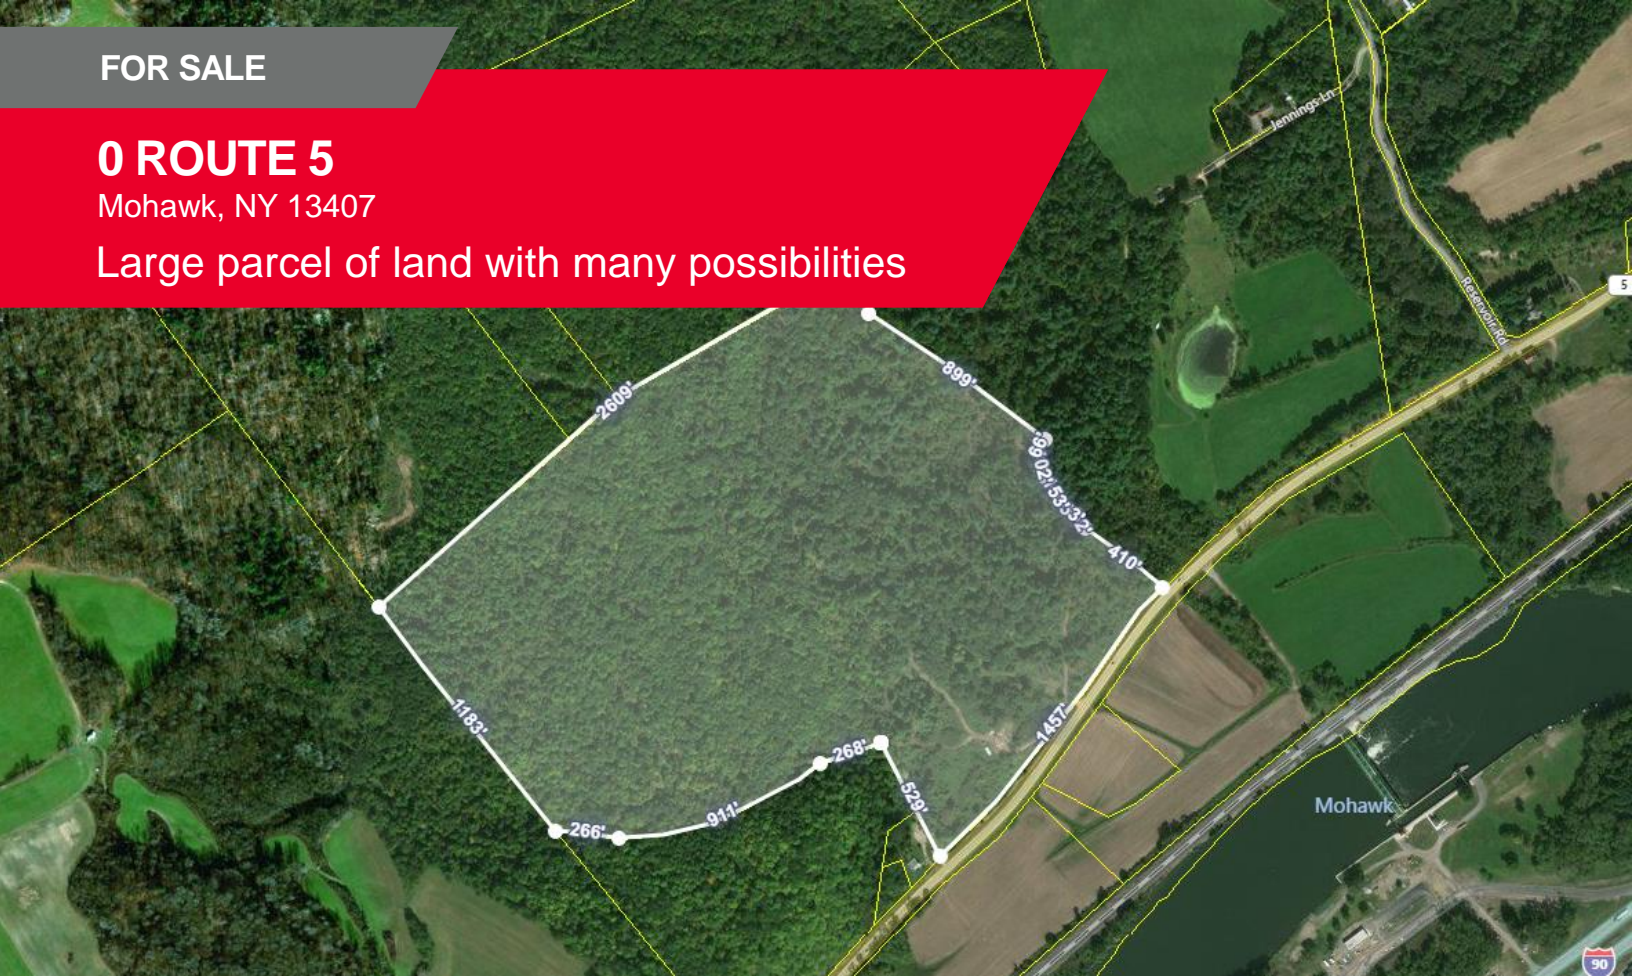 FOR SALE
0 ROUTE 5
Mohawk, NY 13407
Large parcel of land with many possibilities
Jennings Ln
Reservoir Rd
5
2609'
899'
410'
1183'
1457'
268'
529'
911'
266'
Mohawk
90